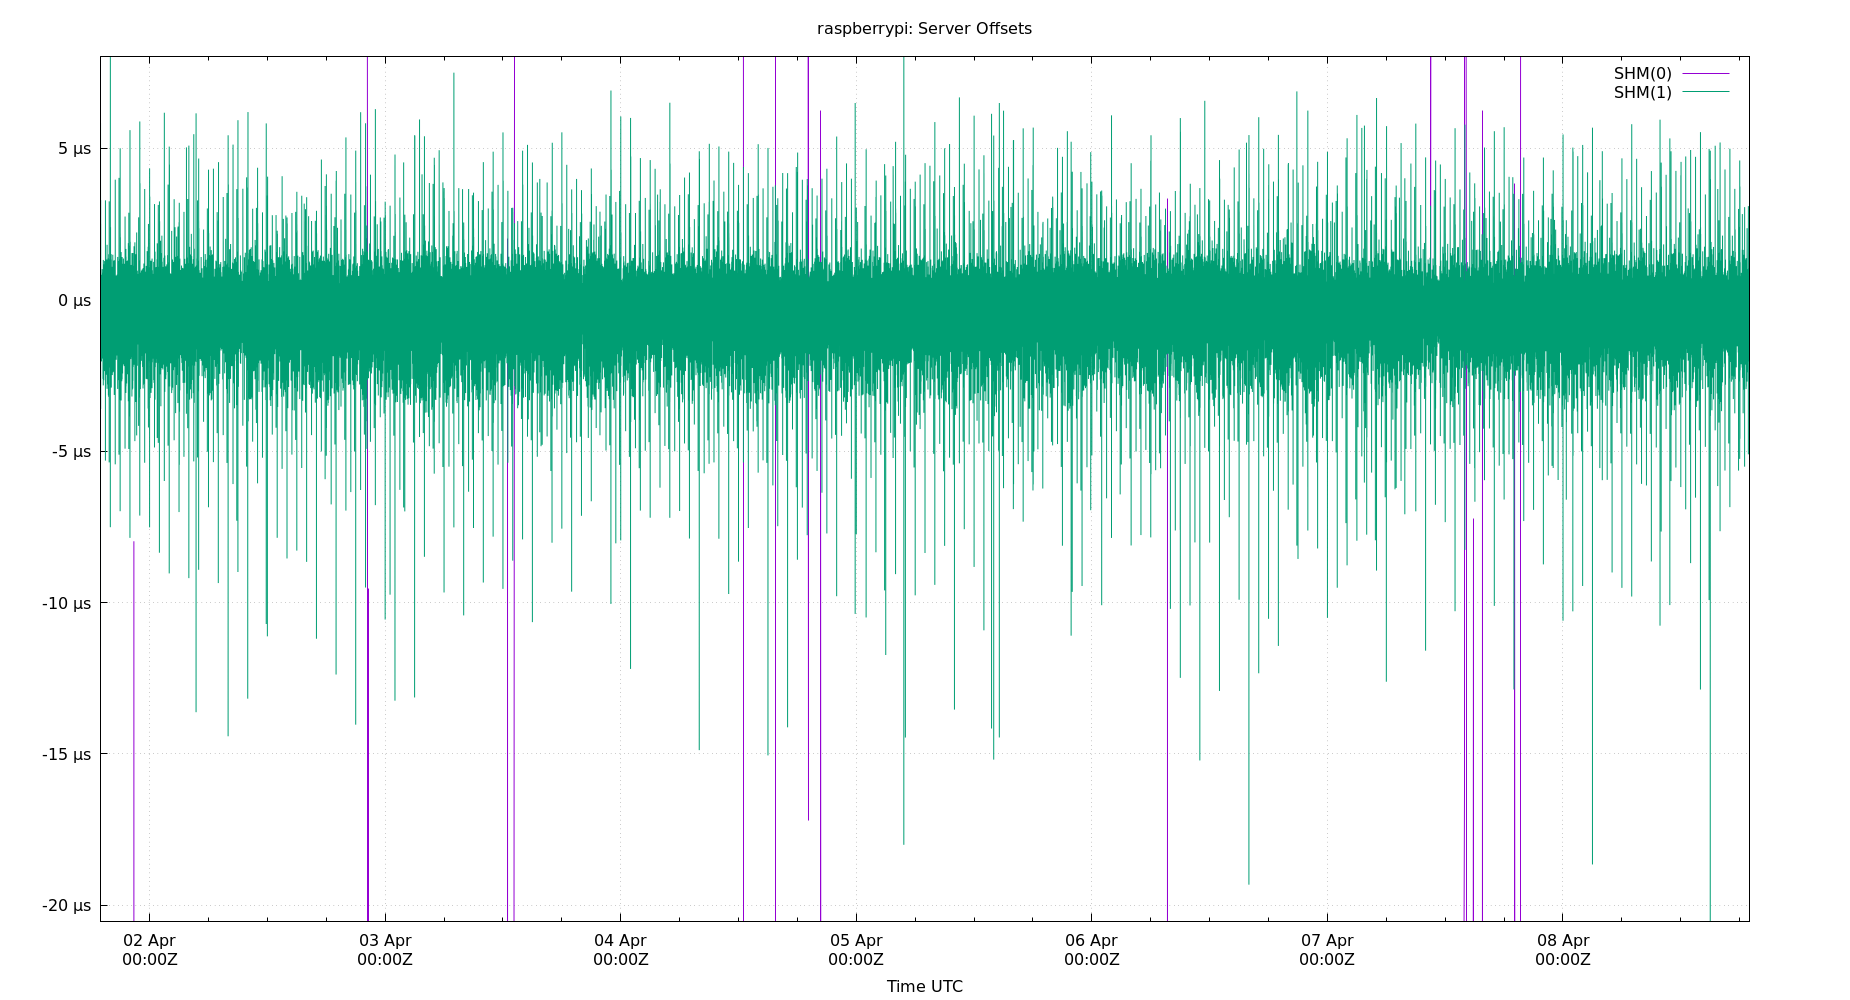 raspberrypi: Server Offsets
SHM(0)
SHM(1)
5 µs
0 µs
-5 µs
-10 µs
-15 µs
-20 µs
02 Apr 03 Apr 04 Apr 05 Apr 06 Apr 07 Apr 08 Apr
00:00Z 00:00Z 00:00Z 00:00Z 00:00Z 00:00Z 00:00Z
Time UTC